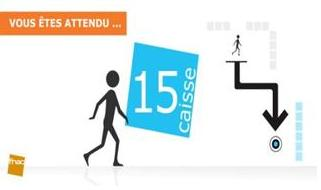 VOUS ÊTES ATTENDU ...
15
caisse
fnac